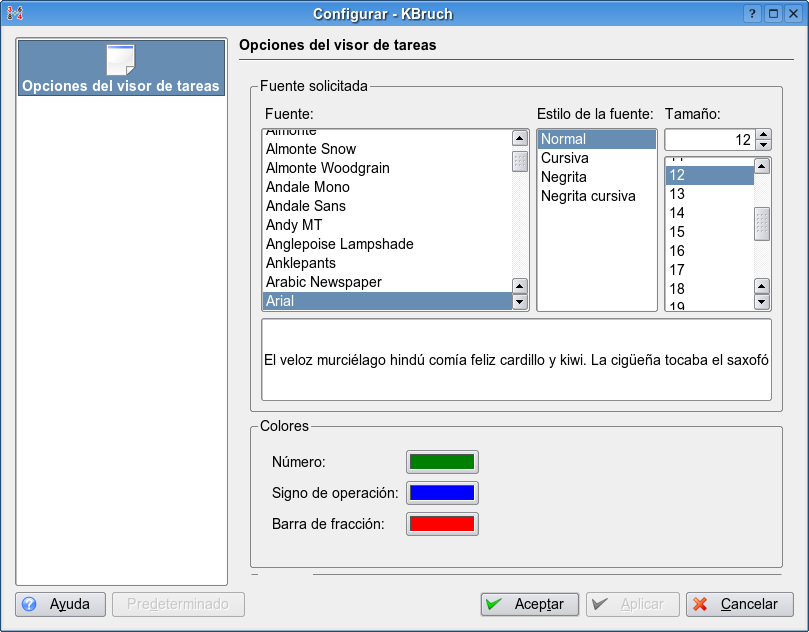 Configurar - KBruch
Opciones del visor de tareas
Opciones del visor de tareas
Fuente solicitada
Fuente:
Estilo de la fuente:
Tamaño:
Almonte
Almonte Snow
Almonte Woodgrain
Andale Mono
Andale Sans
Andy MT
Anglepoise Lampshade
Anklepants
Arabic Newspaper
Arial
Normal
Cursiva
Negrita
Negrita cursiva
12
11
12
13
14
15
16
17
18
19
El veloz murciélago hindú comía feliz cardillo y kiwi. La cigüeña tocaba el saxofó
Colores
Número:
Signo de operación:
Barra de fracción:
Ayuda
Predeterminado
Aceptar
Aplicar
Cancelar